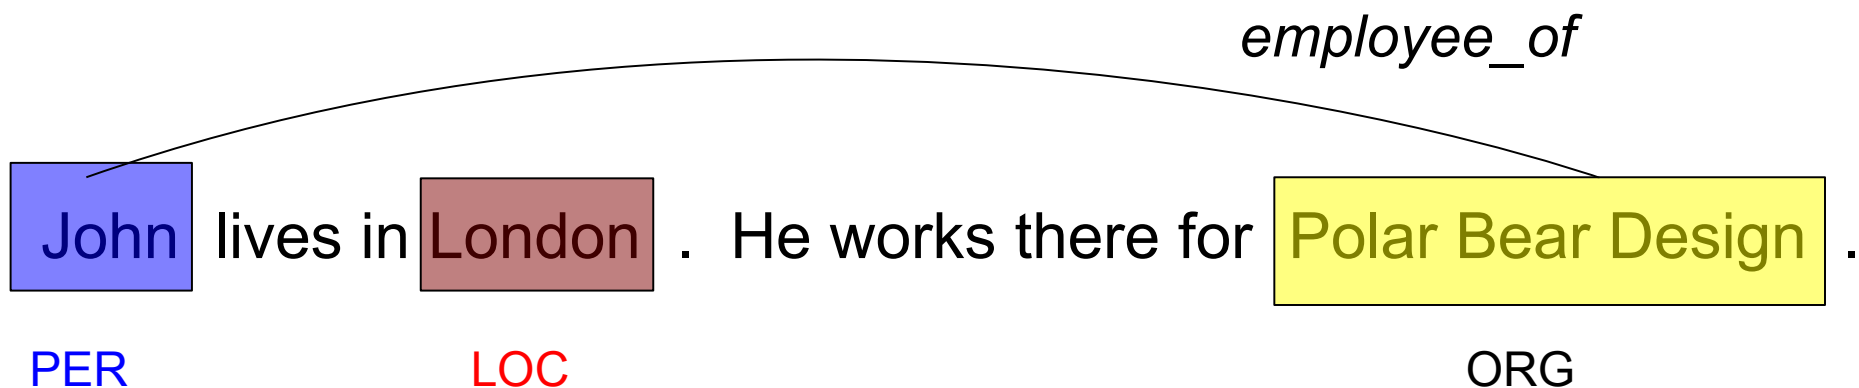 employee_of
John lives in London . He works there for Polar Bear Design .
PER LOC ORG